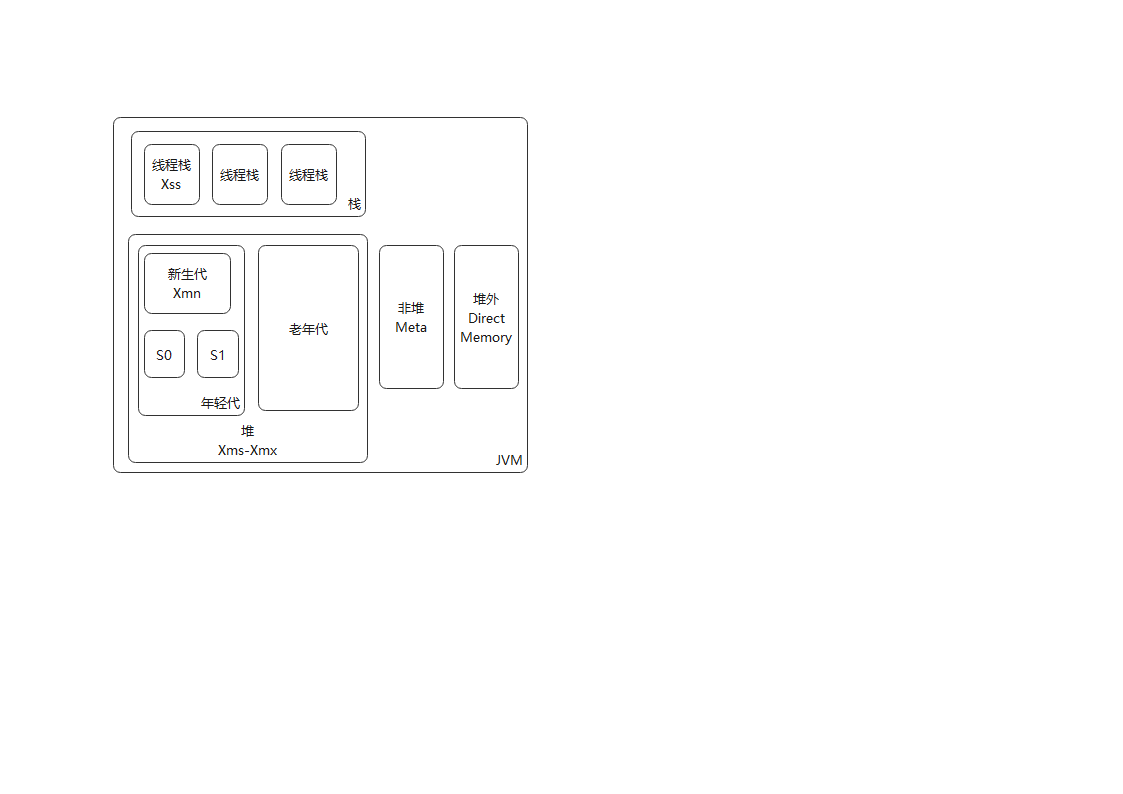 线程栈
Xss
线程栈
线程栈
栈
新生代
Xmn
S0
S1
年轻代
老年代
堆
Xms-Xmx
非堆
Meta
堆外
Direct
Memory
JVM